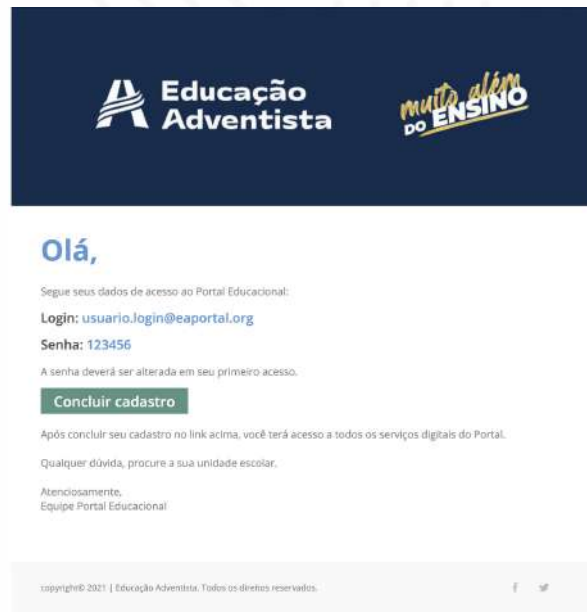 Educação
Adventista
muito além
DO ENSINO
Olá,
Segue seus dados de acesso ao Portal Educacional:
Login: usuario.login@eaportal.org
Senha: 123456
A senha deverá ser alterada em seu primeiro acesso.
Concluir cadastro
Após concluir seu cadastro no link acima, você terá acesso a todos os serviços digitais do Portal.
Qualquer dúvida, procure a sua unidade escolar.
Atenciosamente,
Equipe Portal Educacional
copyright© 2021 | Educação Adventista. Todos os direitos reservados.